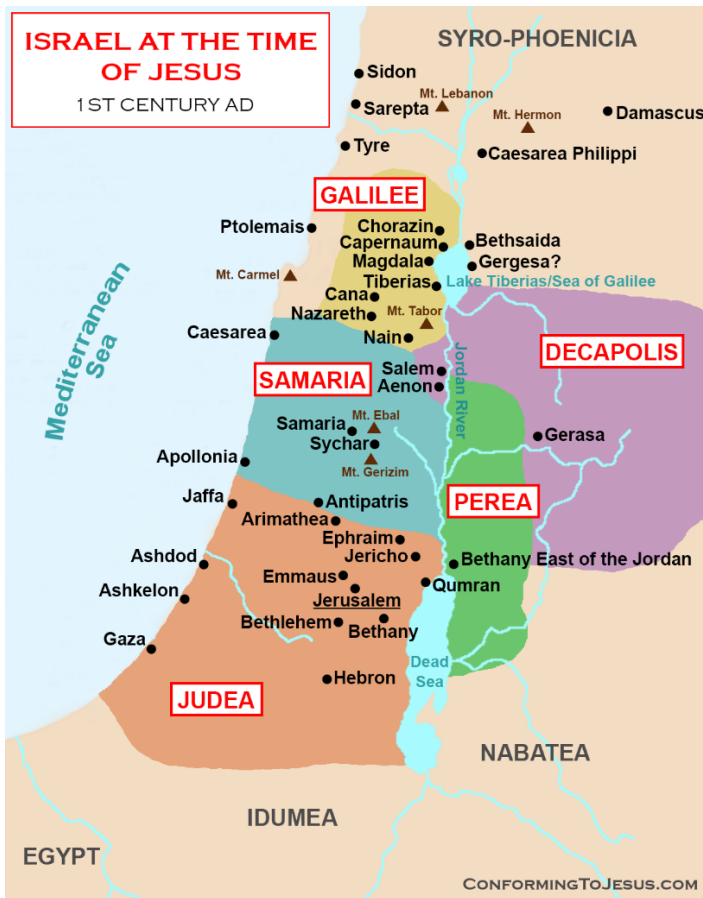 ISRAEL AT THE TIME
OF JESUS
1ST CENTURY AD
SYRO-PHOENICIA
Sidon
Mt. Lebanon
Sarepta
Mt. Hermon
Damascus
Tyre
Caesarea Philippi
GALILEE
Ptolemais
Chorazin
Capernaum
Bethsaida
Magdala
Gergesa?
Mt. Carmel
Tiberias
Lake Tiberias/Sea of Galilee
Cana
Nazareth
Mt. Tabor
Mediterranean
Sea
Caesarea
Nain
Jordan River
DECAPOLIS
SAMARIA
Salem
Aenon
Mt. Ebal
Samaria
Sychar
Gerasa
Apollonia
Mt. Gerizim
Jaffa
Antipatris
PEREA
Arimathea
Ephraim
Jericho
Ashdod
Bethany East of the Jordan
Emmaus
Qumran
Ashkelon
Jerusalem
Bethlehem
Bethany
Gaza
Dead
Sea
Hebron
JUDEA
NABATEA
IDUMEA
EGYPT
CONFORMINGTOJESUS.COM